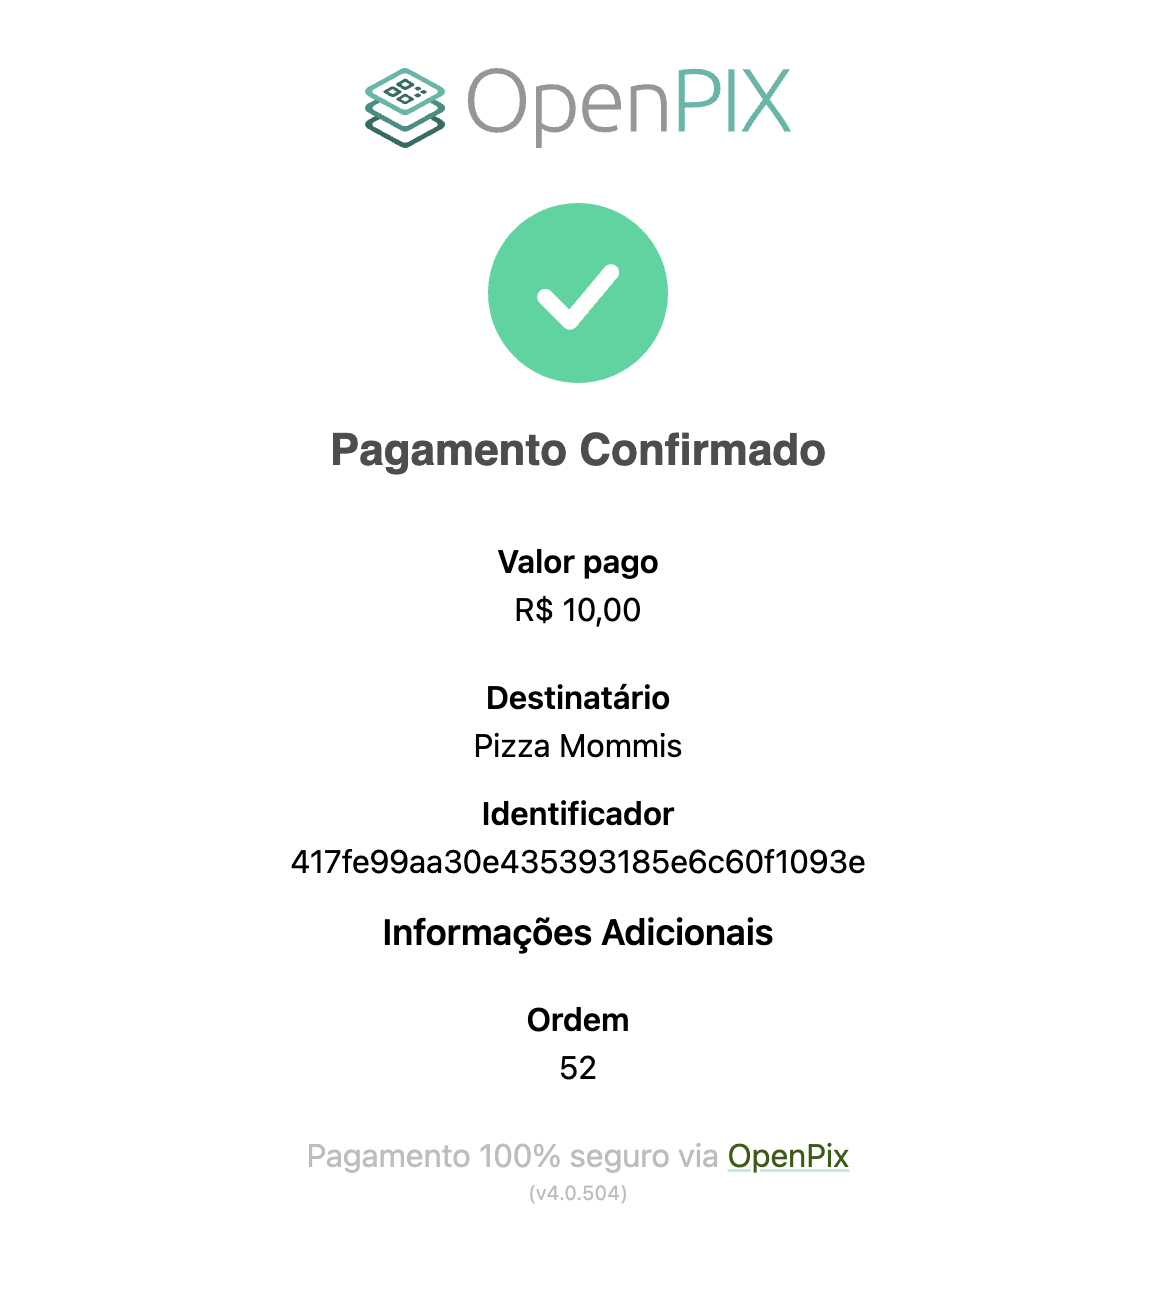 OpenPIX
Pagamento Confirmado
Valor pago
R$ 10,00
Destinatário
Pizza Mommis
Identificador
417fe99aa30e435393185e6c60f1093e
Informações Adicionais
Ordem
52
Pagamento 100% seguro via OpenPix
(v4.0.504)